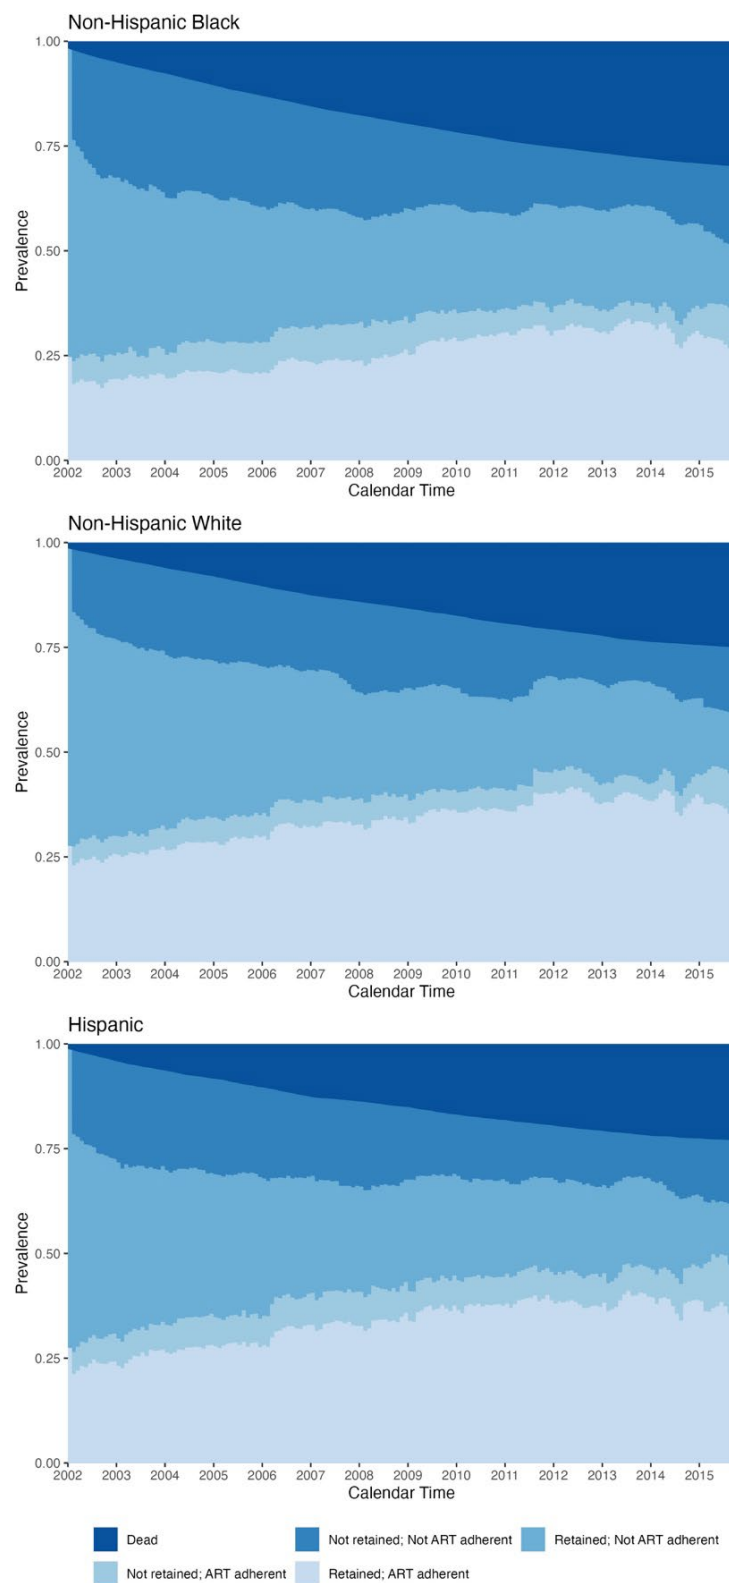 Non-Hispanic Black
1.00
0.75
0.50
0.25
0.00
Prevalence
2002 2003 2004 2005 2006 2007 2008 2009 2010 2011 2012 2013 2014 2015
Calendar Time
Non-Hispanic White
1.00
0.75
0.50
0.25
0.00
Prevalence
2002 2003 2004 2005 2006 2007 2008 2009 2010 2011 2012 2013 2014 2015
Calendar Time
Hispanic
1.00
0.75
0.50
0.25
0.00
Prevalence
2002 2003 2004 2005 2006 2007 2008 2009 2010 2011 2012 2013 2014 2015
Calendar Time
Dead Not retained; Not ART adherent Retained; Not ART adherent
Not retained; ART adherent Retained; ART adherent